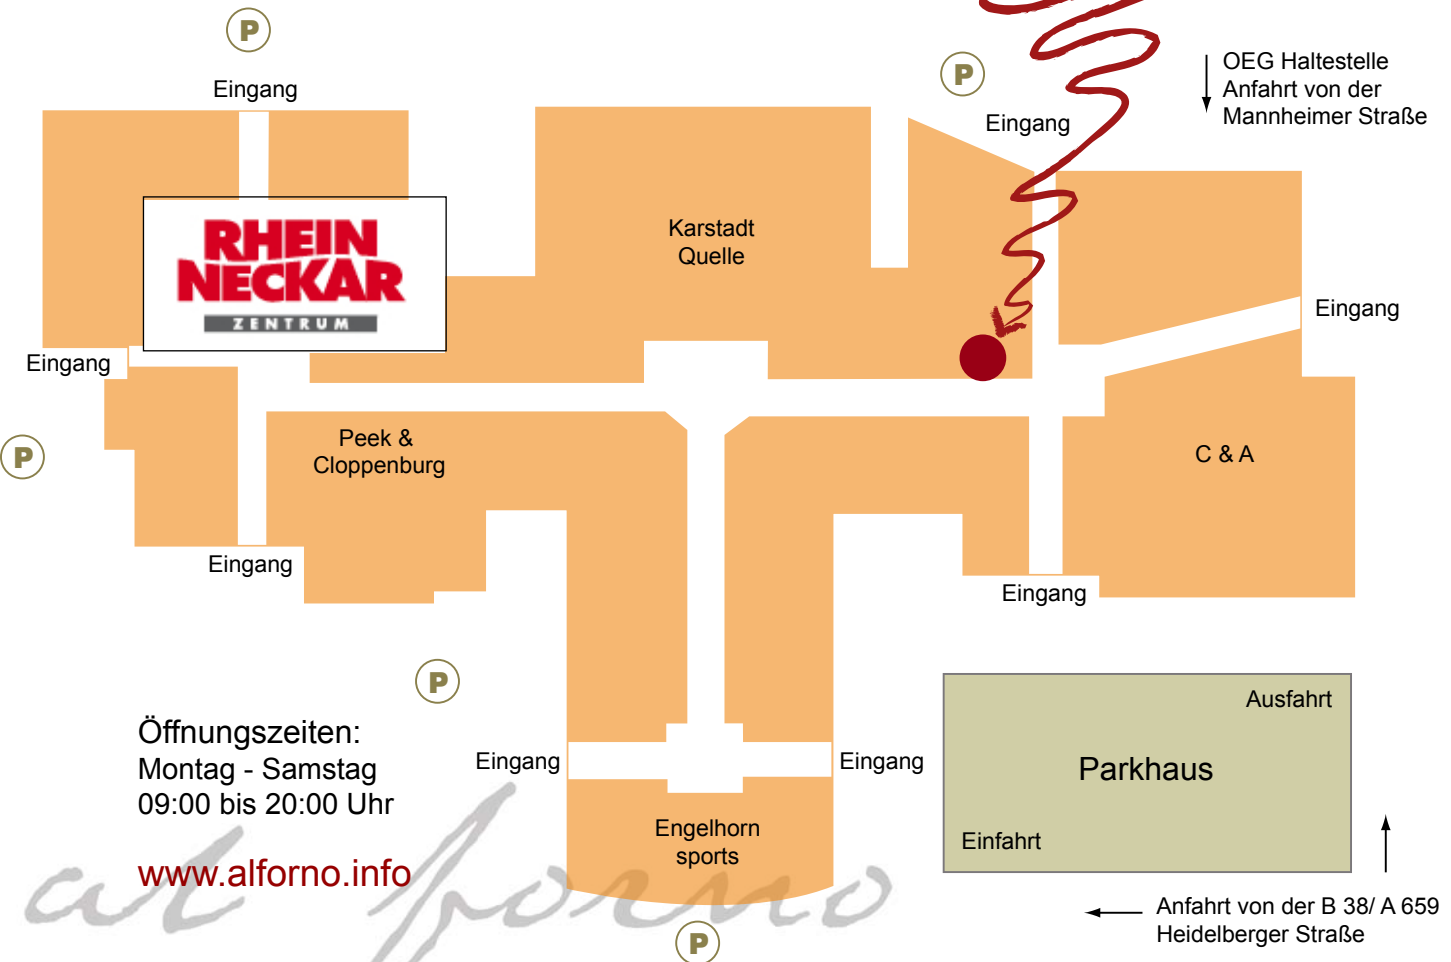 P
P
OEG Haltestelle
Anfahrt von der
Mannheimer Straße
Eingang
Eingang
Karstadt
Quelle
RHEIN
NECKAR
ZENTRUM
Eingang
Eingang
P
Peek &
Cloppenburg
C & A
Eingang
Eingang
P
Öffnungszeiten:
Montag - Samstag
09:00 bis 20:00 Uhr
www.alforno.info
al forno
Eingang
Eingang
Engelhorn
sports
P
Ausfahrt
Parkhaus
Einfahrt
Anfahrt von der B 38/ A 659
Heidelberger Straße